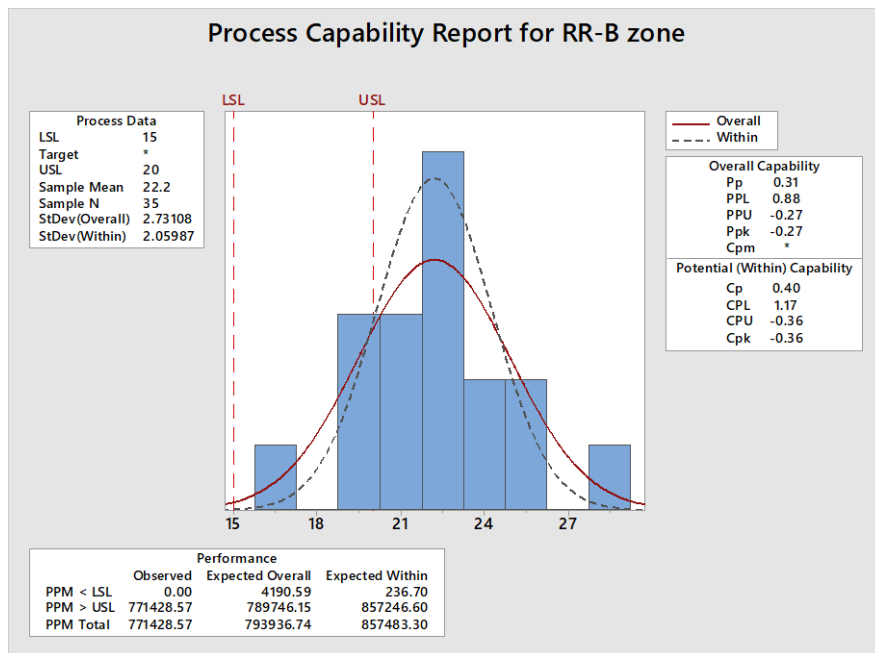 Process Capability Report for RR-B zone
LSL USL
Process Data
LSL 15
Target *
USL 20
Sample Mean 22.2
Sample N 35
StDev(Overall) 2.73108
StDev(Within) 2.05987
Overall
Within
Overall Capability
Pp 0.31
PPL 0.88
PPU -0.27
Ppk -0.27
Cpm *
Potential (Within) Capability
Cp 0.40
CPL 1.17
CPU -0.36
Cpk -0.36
15 18 21 24 27
Performance
Observed Expected Overall Expected Within
PPM < LSL 0.00 4190.59 236.70
PPM > USL 771428.57 789746.15 857246.60
PPM Total 771428.57 793936.74 857483.30